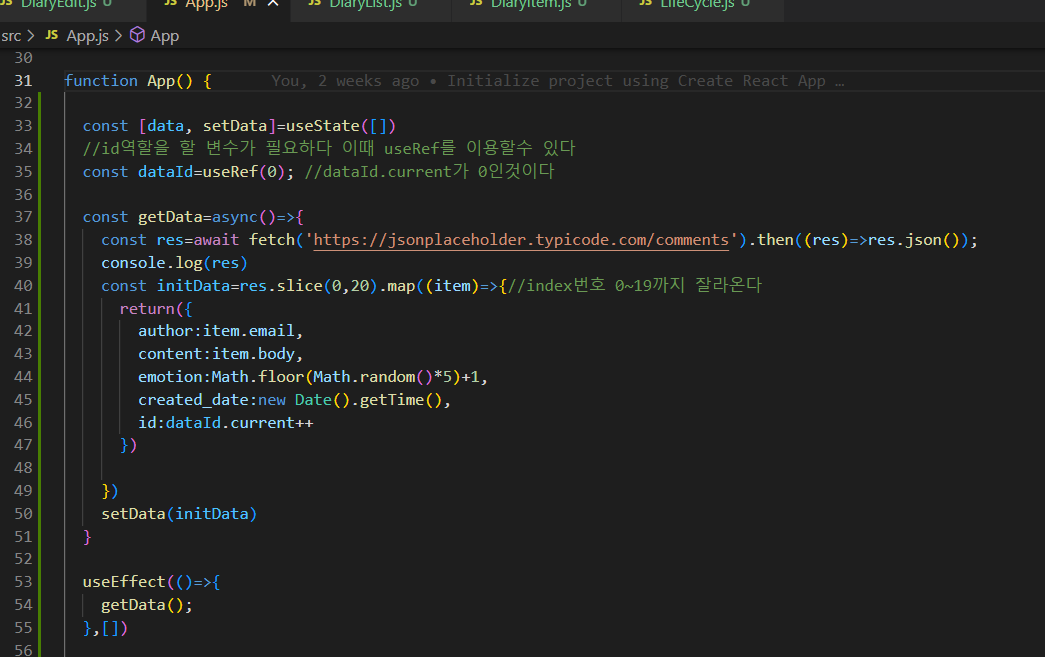 DiaryEdit.js U JS App.js M × JS DiaryList.js U JS DiaryItem.js U JS LifeCycle.js U
src > JS App.js > App
30
31 function App() { You, 2 weeks ago • Initialize project using Create React App …
32
33 const [data, setData]=useState([])
34 //id역할을 할 변수가 필요하다 이때 useRef를 이용할수 있다
35 const dataId=useRef(0); //dataId.current가 0인것이다
36
37 const getData=async()=>{
38 const res=await fetch('https://jsonplaceholder.typicode.com/comments').then((res)=>res.json());
39 console.log(res)
40 const initData=res.slice(0,20).map((item)=>{//index번호 0~19까지 잘라온다
41 return({
42 author:item.email,
43 content:item.body,
44 emotion:Math.floor(Math.random()*5)+1,
45 created_date:new Date().getTime(),
46 id:dataId.current++
47 })
48
49 })
50 setData(initData)
51 }
52
53 useEffect(()=>{
54 getData();
55 },[])
56